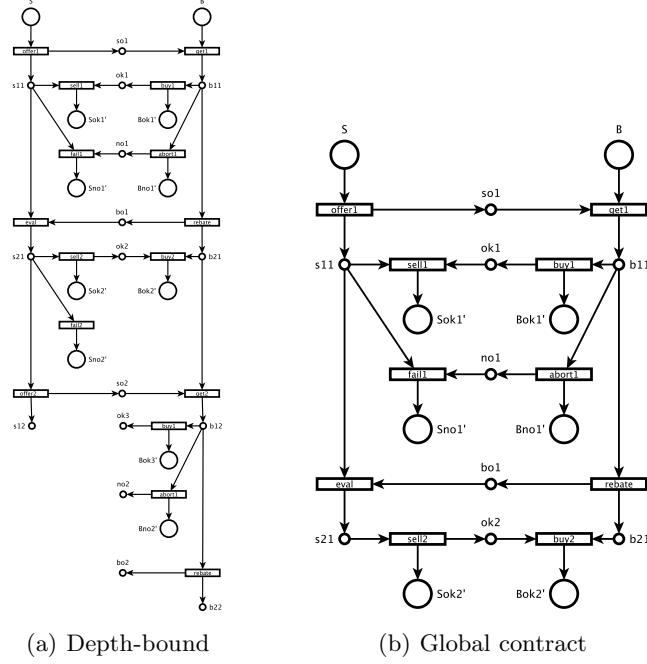 S B
offer1 so1 get1
s11 sell1 ok1 buy1 b11
Sok1' Bok1'
fail1 no1 abort1
Sno1' Bno1'
eval bo1 rebate
s21 sell2 ok2 buy2 b21
Sok2' Bok2'
fail2
Sno2'
offer2 so2 get2
s12 ok3 buy1 b12
Bok3'
no2 abort1
Bno2'
bo2 rebate
b22
(a) Depth-bound
S B
offer1 so1 get1
s11 sell1 ok1 buy1 b11
Sok1' Bok1'
fail1 no1 abort1
Sno1' Bno1'
eval bo1 rebate
s21 sell2 ok2 buy2 b21
Sok2' Bok2'
(b) Global contract